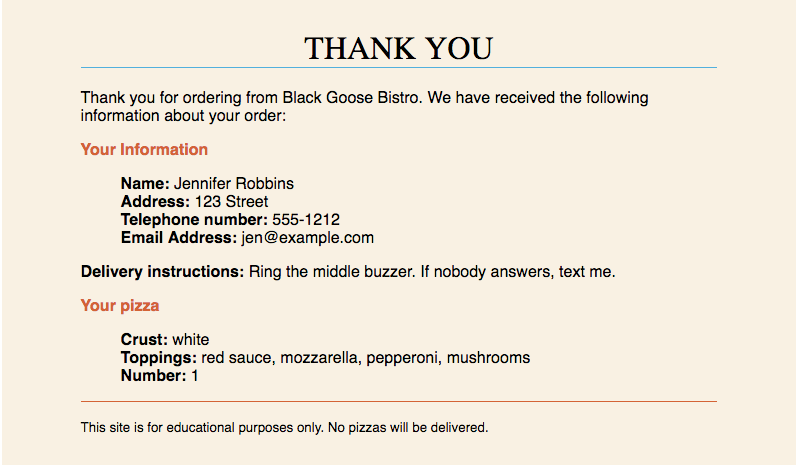 THANK YOU
Thank you for ordering from Black Goose Bistro. We have received the following
information about your order:
Your Information
Name: Jennifer Robbins
Address: 123 Street
Telephone number: 555-1212
Email Address: jen@example.com
Delivery instructions: Ring the middle buzzer. If nobody answers, text me.
Your pizza
Crust: white
Toppings: red sauce, mozzarella, pepperoni, mushrooms
Number: 1
This site is for educational purposes only. No pizzas will be delivered.